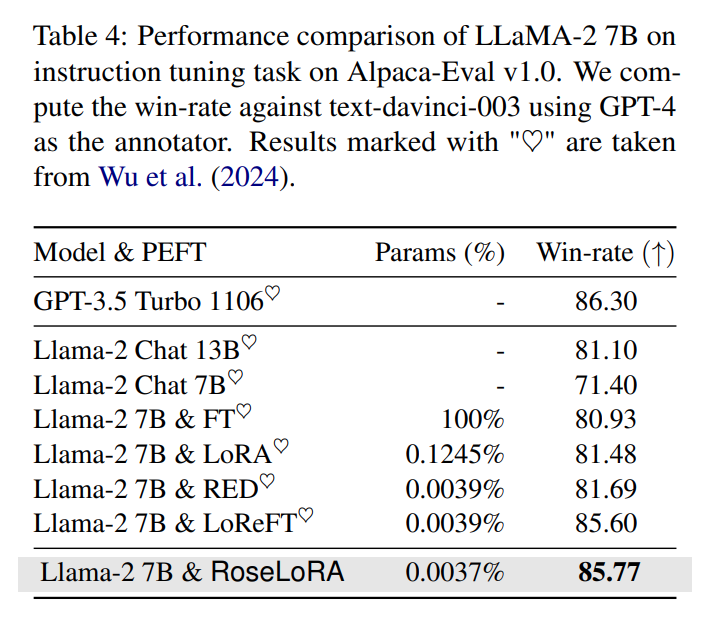 Table 4: Performance comparison of LLaMA-2 7B on
instruction tuning task on Alpaca-Eval v1.0. We com-
pute the win-rate against text-davinci-003 using GPT-4
as the annotator. Results marked with "♡" are taken
from Wu et al. (2024).
Model & PEFT Params (%) Win-rate (↑)
GPT-3.5 Turbo 1106♡ - 86.30
Llama-2 Chat 13B♡ - 81.10
Llama-2 Chat 7B♡ - 71.40
Llama-2 7B & FT♡ 100% 80.93
Llama-2 7B & LoRA♡ 0.1245% 81.48
Llama-2 7B & RED♡ 0.0039% 81.69
Llama-2 7B & LoReFT♡ 0.0039% 85.60
Llama-2 7B & RoseLoRA 0.0037% 85.77